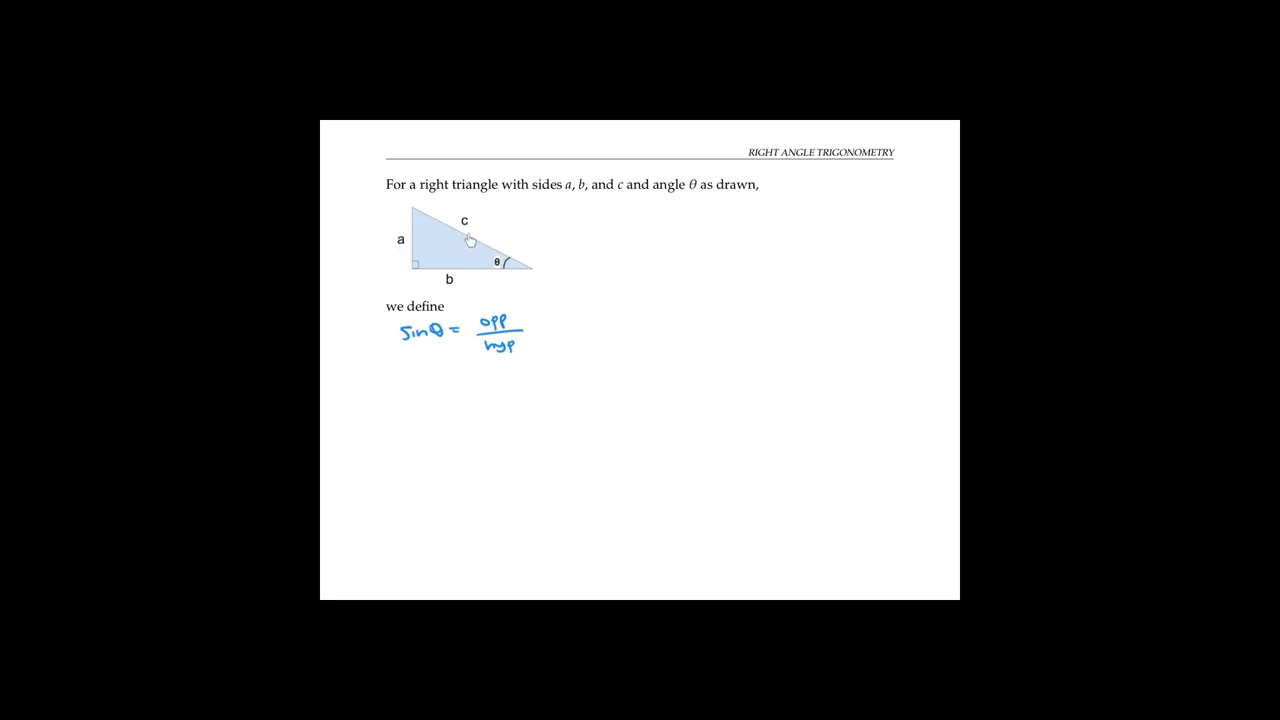 RIGHT ANGLE TRIGONOMETRY
For a right triangle with sides a, b, and c and angle θ as drawn,
c
a
θ
b
we define
sinθ = opp/hyp